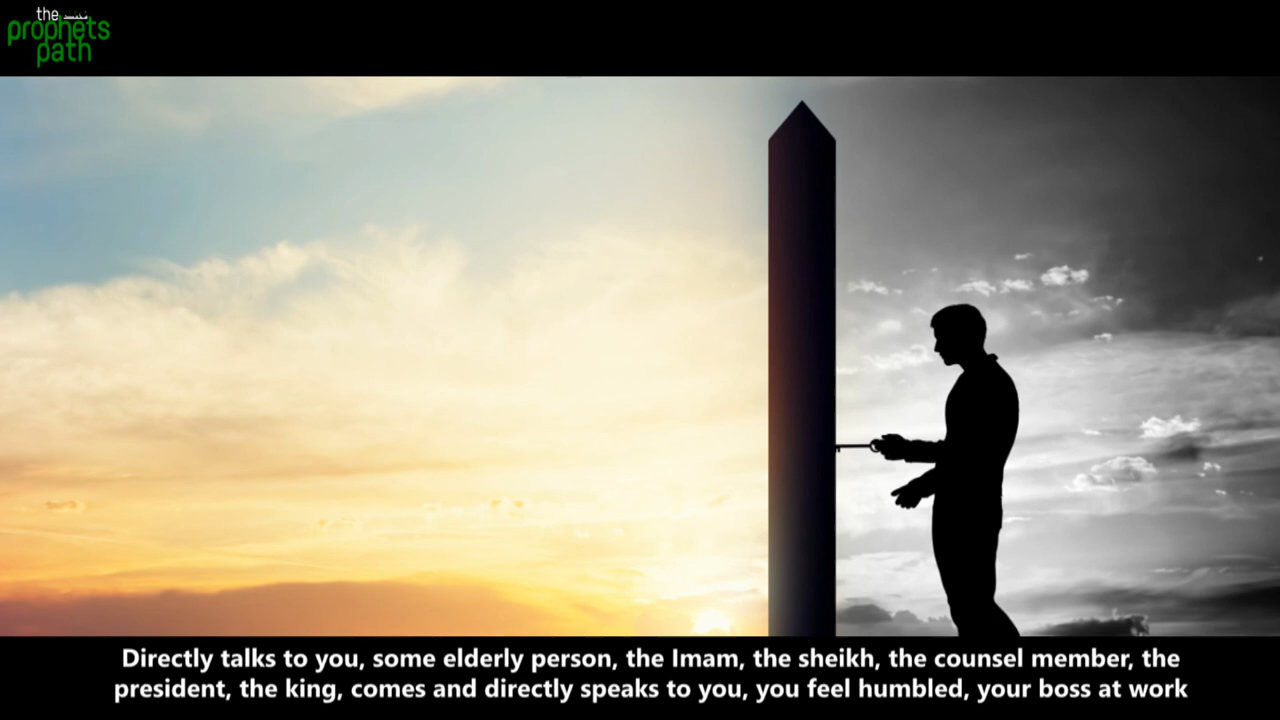 the
prophets
path
Directly talks to you, some elderly person, the Imam, the sheikh, the counsel member, the
president, the king, comes and directly speaks to you, you feel humbled, your boss at work